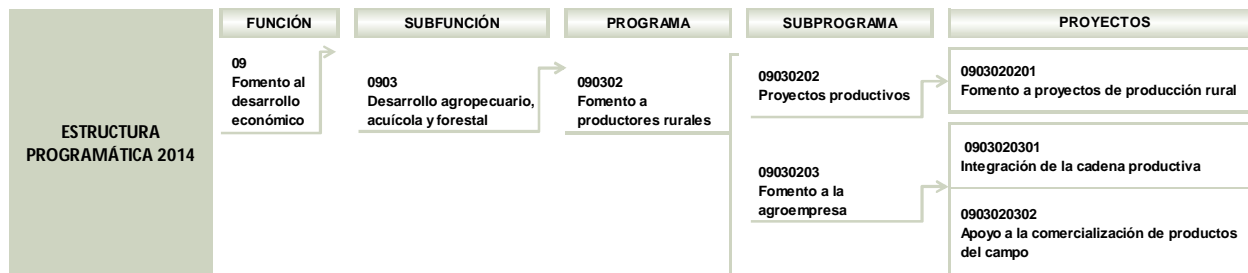 FUNCIÓN
SUBFUNCIÓN
PROGRAMA
SUBPROGRAMA
PROYECTOS
ESTRUCTURA
PROGRAMÁTICA 2014
09
Fomento al
desarrollo
económico
0903
Desarrollo agropecuario,
acuícola y forestal
090302
Fomento a
productores rurales
09030202
Proyectos productivos
0903020201
Fomento a proyectos de producción rural
09030203
Fomento a la
agroempresa
0903020301
Integración de la cadena productiva
0903020302
Apoyo a la comercialización de productos
del campo